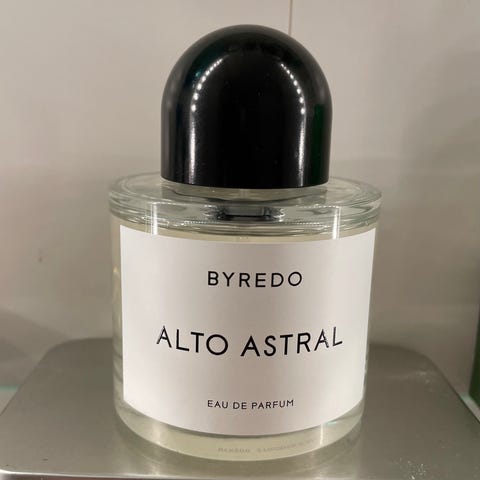 BYREDO
ALTO ASTRAL
EAU DE PARFUM